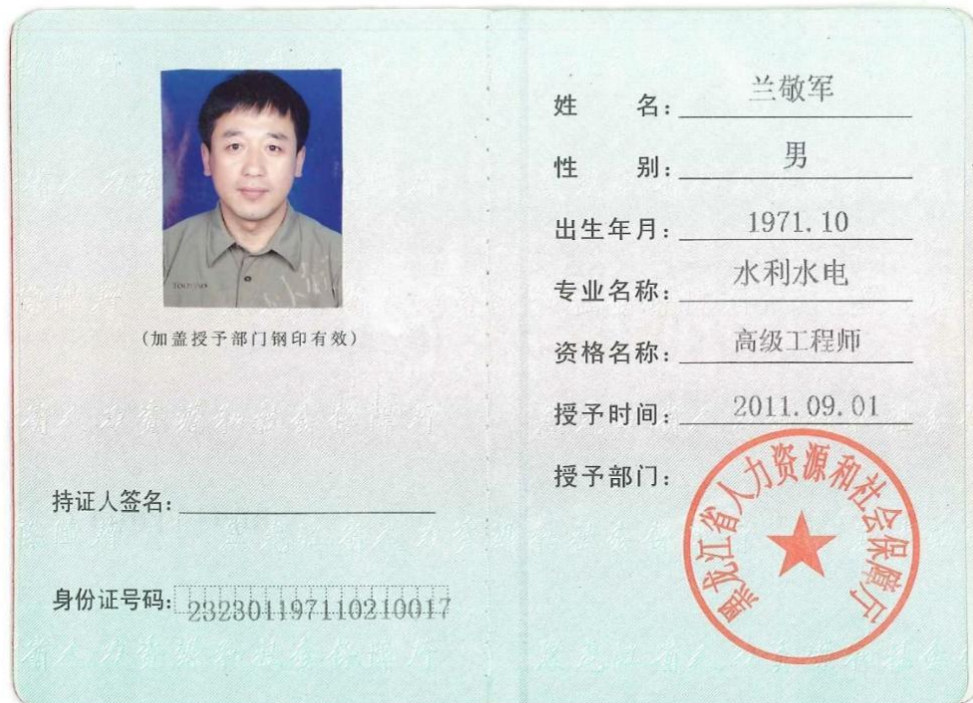 (加盖授予部门钢印有效)
持证人签名:
身份证号码: 232301197110210017
姓 名: 兰敬军
性 别: 男
出生年月: 1971.10
专业名称: 水利水电
资格名称: 高级工程师
授予时间: 2011.09.01
授予部门:
黑龙江省人力资源和社会保障厅